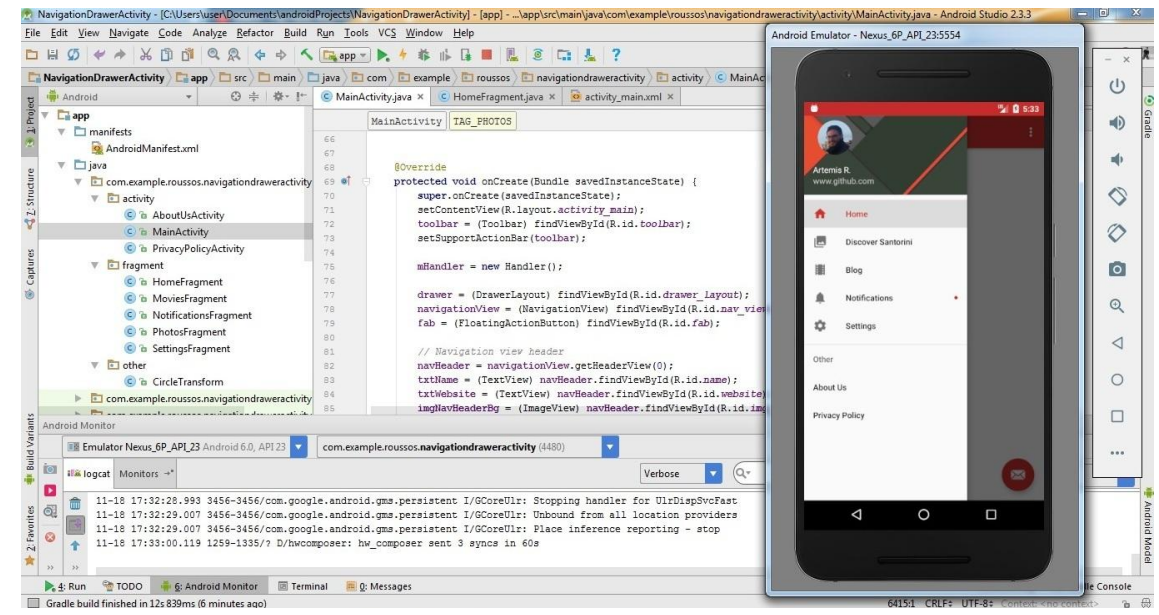 NavigationDrawerActivity - [C:\Users\user\Documents\androidProjects\NavigationDrawerActivity] - [app] - ...\app\src\main\java\com\example\roussos\navigationdraweractivity\activity\MainActivity.java - Android Studio 2.3.3
File Edit View Navigate Code Analyze Refactor Build Run Tools VCS Window Help
app
NavigationDrawerActivity app src main java com example roussos navigationdraweractivity activity
Android
MainActivity.java
HomeFragment.java
activity_main.xml
MainActivity TAG_PHOTOS
1: Project
Z: Structure
Captures
Build Variants
2: Favorites
app
manifests
AndroidManifest.xml
java
com.example.roussos.navigationdraweractivity
activity
AboutUsActivity
MainActivity
PrivacyPolicyActivity
fragment
HomeFragment
MoviesFragment
NotificationsFragment
PhotosFragment
SettingsFragment
other
CircleTransform
com.example.roussos.navigationdraweractivity
66
67
68 @Override
69 protected void onCreate(Bundle savedInstanceState) {
70 super.onCreate(savedInstanceState);
71 setContentView(R.layout.activity_main);
72 toolbar = (Toolbar) findViewById(R.id.toolbar);
73 setSupportActionBar(toolbar);
74
75 mHandler = new Handler();
76
77 drawer = (DrawerLayout) findViewById(R.id.drawer_layout);
78 navigationView = (NavigationView) findViewById(R.id.nav_view
79 fab = (FloatingActionButton) findViewById(R.id.fab);
80
81 // Navigation view header
82 navHeader = navigationView.getHeaderView(0);
83 txtName = (TextView) navHeader.findViewById(R.id.name);
84 txtWebsite = (TextView) navHeader.findViewById(R.id.website)
85 imgNavHeaderBg = (ImageView) navHeader.findViewById(R.id.img
Android Emulator - Nexus_6P_API_23:5554
5:33
Artemis R.
www.github.com
Home
Discover Santorini
Blog
Notifications
Settings
Other
About Us
Privacy Policy
Gradle
Android Model
Android Monitor
Emulator Nexus_6P_API_23 Android 6.0, API 23
com.example.roussos.navigationdraweractivity (4480)
logcat Monitors
Verbose
11-18 17:32:28.993 3456-3456/com.google.android.gms.persistent I/GCoreUlr: Stopping handler for UlrDispSvcFast
11-18 17:32:29.007 3456-3456/com.google.android.gms.persistent I/GCoreUlr: Unbound from all location providers
11-18 17:32:29.007 3456-3456/com.google.android.gms.persistent I/GCoreUlr: Place inference reporting - stop
11-18 17:33:00.119 1259-1335/? D/hwcomposer: hw_composer sent 3 syncs in 60s
4: Run TODO 6: Android Monitor Terminal 0: Messages
Console
Gradle build finished in 12s 839ms (6 minutes ago)
6415:1 CRLF UTF-8 Context: <no context>